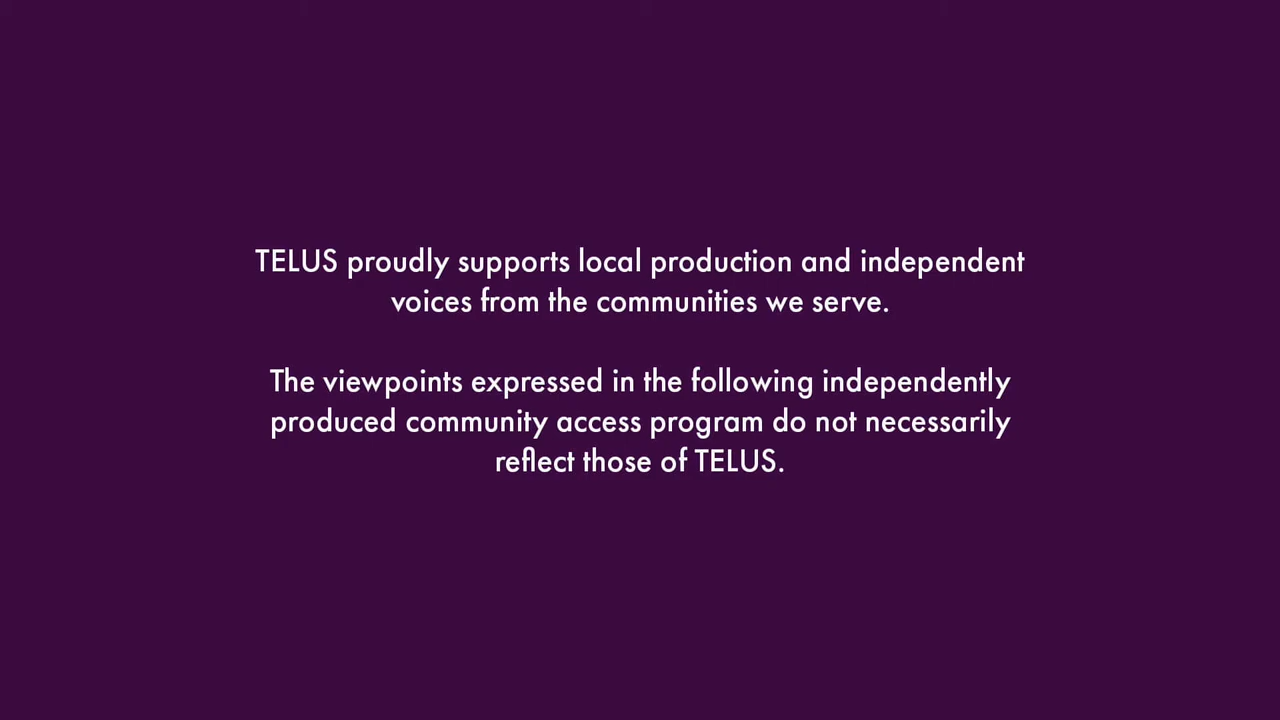 TELUS proudly supports local production and independent
voices from the communities we serve.
The viewpoints expressed in the following independently
produced community access program do not necessarily
reflect those of TELUS.